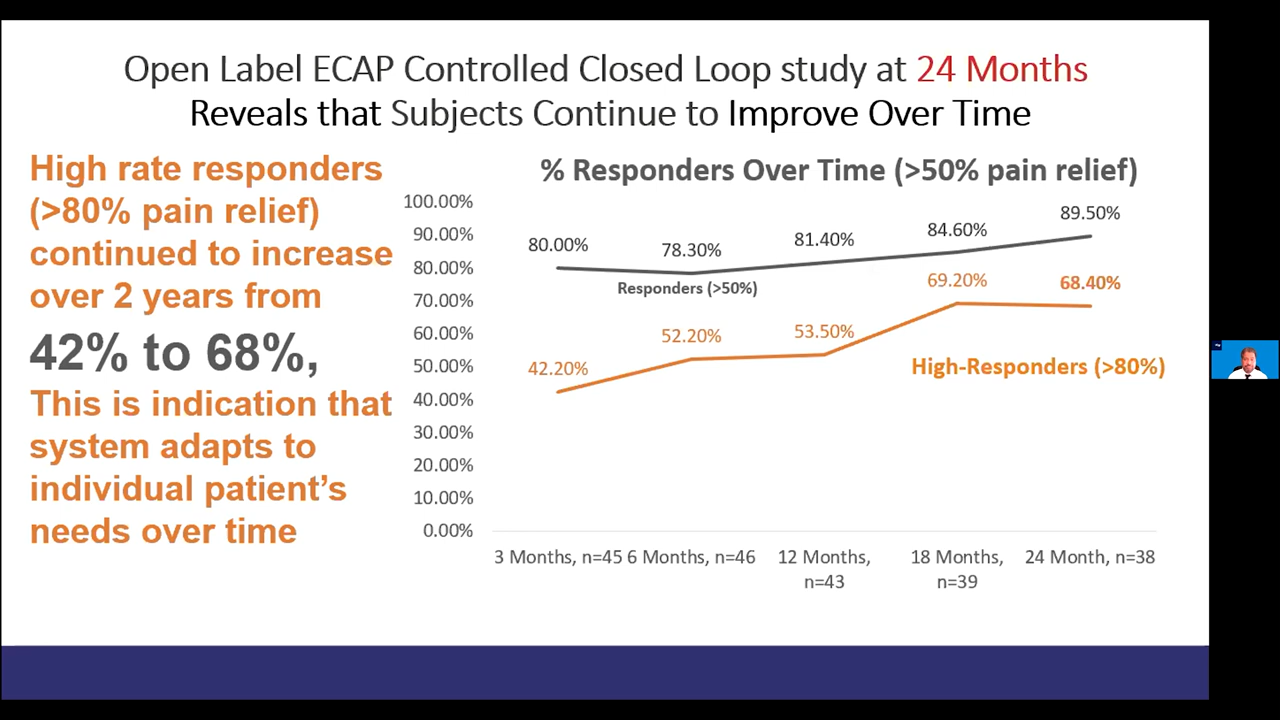 Open Label ECAP Controlled Closed Loop study at 24 Months
Reveals that Subjects Continue to Improve Over Time
High rate responders
(>80% pain relief)
continued to increase
over 2 years from
42% to 68%,
This is indication that
system adapts to
individual patient’s
needs over time
% Responders Over Time (>50% pain relief)
100.00%
90.00%
80.00%
70.00%
60.00%
50.00%
40.00%
30.00%
20.00%
10.00%
0.00%
80.00%
78.30%
81.40%
84.60%
89.50%
Responders (>50%)
42.20%
52.20%
53.50%
69.20%
68.40%
High-Responders (>80%)
3 Months, n=45
6 Months, n=46
12 Months,
n=43
18 Months,
n=39
24 Month, n=38